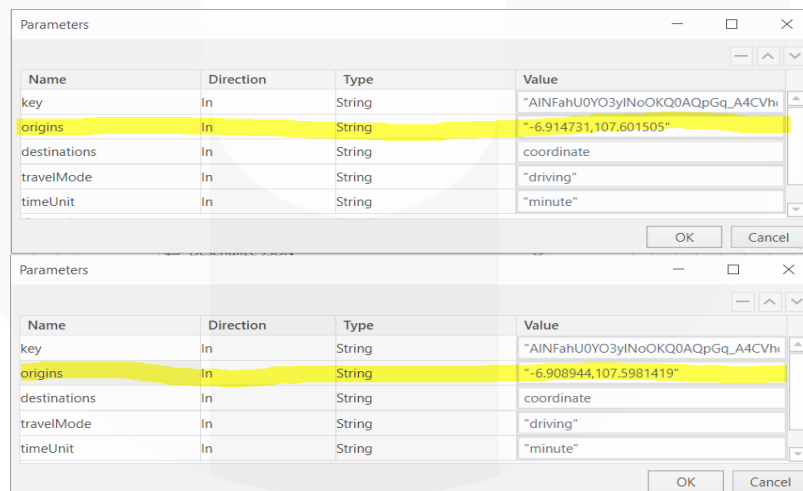 Parameters
Name Direction Type Value
key In String "AINFahU0YO3yINoOKQ0AQpGq_A4CVh
origins In String "-6.914731,107.601505"
destinations In String coordinate
travelMode In String "driving"
timeUnit In String "minute"
OK Cancel
Deserialize JSON
Parameters
Name Direction Type Value
key In String "AINFahU0YO3yINoOKQ0AQpGq_A4CVh
origins In String "-6.908944,107.5981419"
destinations In String coordinate
travelMode In String "driving"
timeUnit In String "minute"
OK Cancel